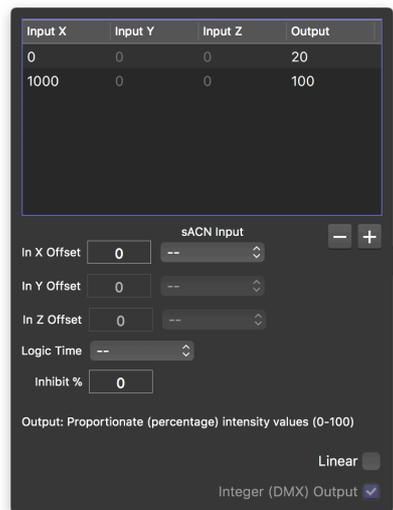 Input X Input Y Input Z Output
0 0 0 20
1000 0 0 100
sACN Input
In X Offset 0 --
In Y Offset 0 --
In Z Offset 0 --
Logic Time --
Inhibit % 0
Output: Proportionate (percentage) intensity values (0-100)
Linear
Integer (DMX) Output